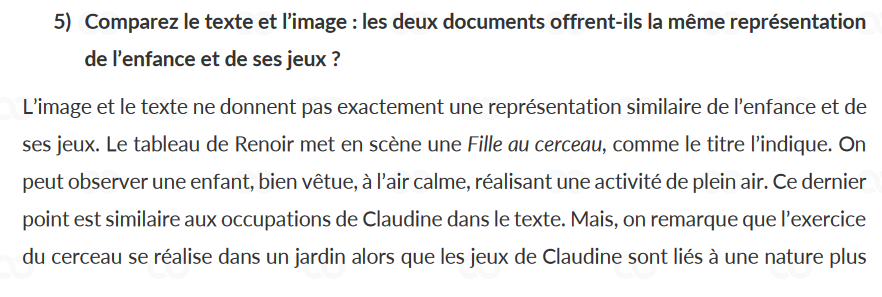 5) Comparez le texte et l’image : les deux documents offrent-ils la même représentation
de l’enfance et de ses jeux ?
L’image et le texte ne donnent pas exactement une représentation similaire de l’enfance et de
ses jeux. Le tableau de Renoir met en scène une Fille au cerceau, comme le titre l’indique. On
peut observer une enfant, bien vêtue, à l’air calme, réalisant une activité de plein air. Ce dernier
point est similaire aux occupations de Claudine dans le texte. Mais, on remarque que l’exercice
du cerceau se réalise dans un jardin alors que les jeux de Claudine sont liés à une nature plus